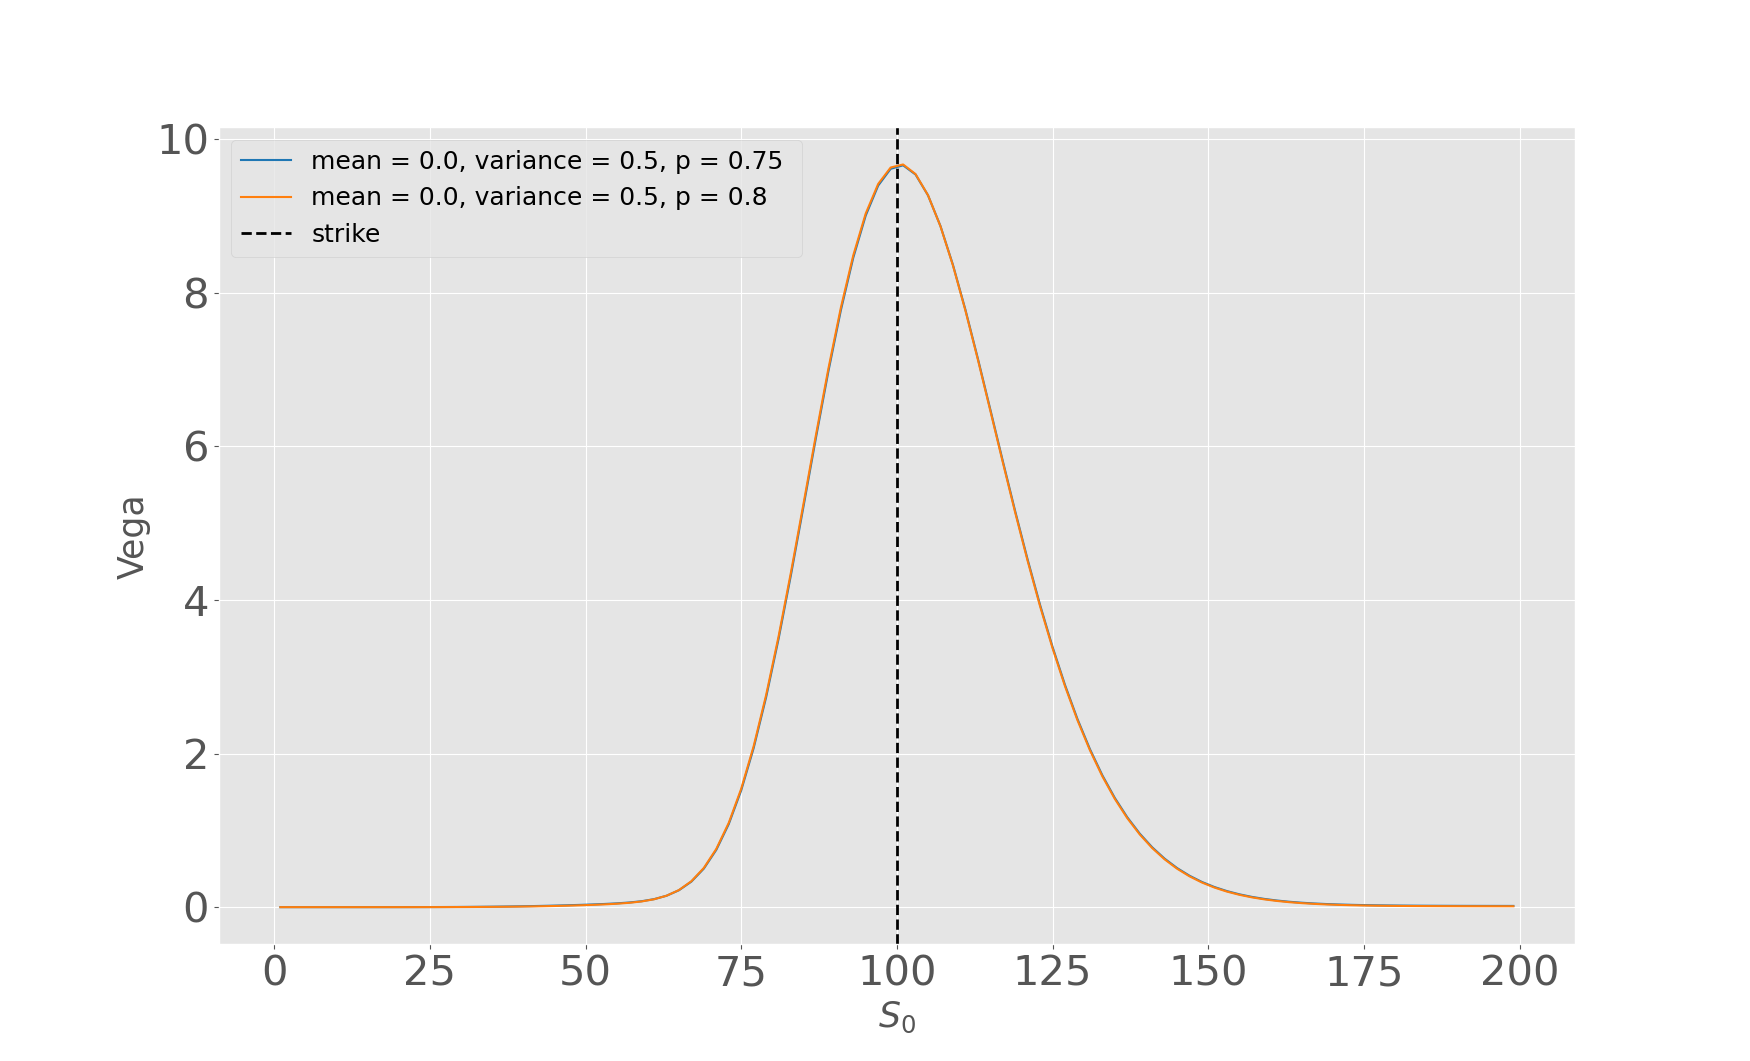 mean = 0.0, variance = 0.5, p = 0.75
mean = 0.0, variance = 0.5, p = 0.8
strike
10
8
6
4
2
0
Vega
0 25 50 75 100 125 150 175 200
S₀